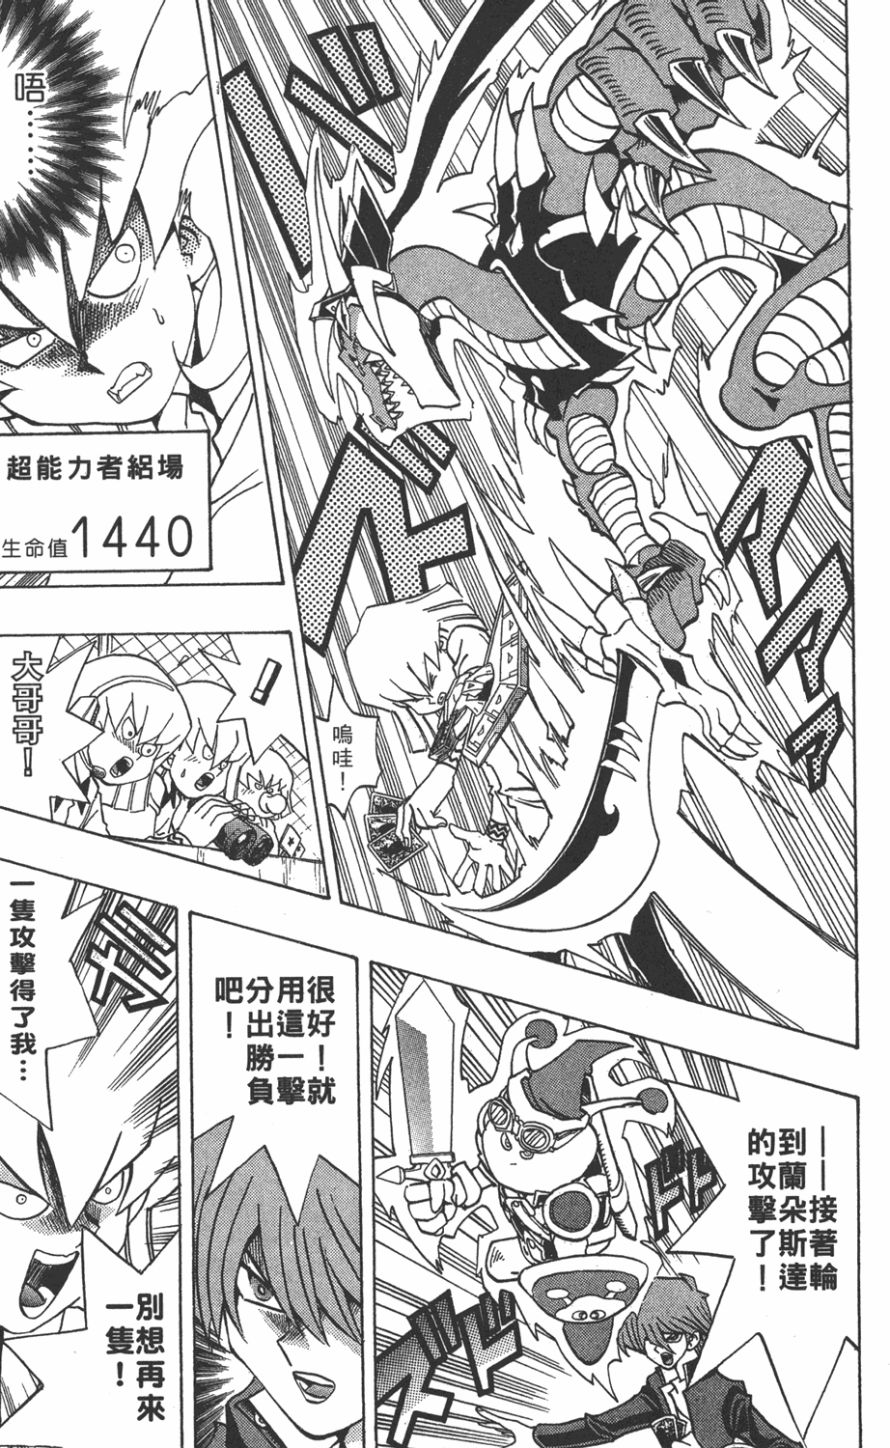 嗚哇！
唔……
……
超能力者絽場
生命值1440
！
大哥哥！
——接著輪
到蘭朵斯達
的攻擊了！
很好！就
用這一擊
分出勝負
吧！
一隻攻擊得了我…
別想再來
一隻！